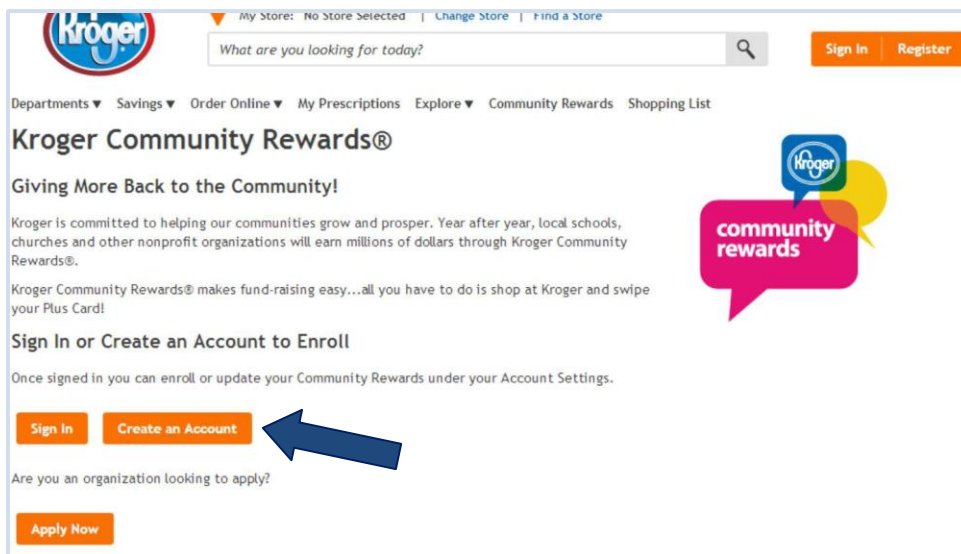 My Store: No Store Selected | Change Store | Find a Store
Kroger
What are you looking for today?
Sign In Register
Departments ▼ Savings ▼ Order Online ▼ My Prescriptions Explore ▼ Community Rewards Shopping List
Kroger Community Rewards®
Kroger
community
rewards
Giving More Back to the Community!
Kroger is committed to helping our communities grow and prosper. Year after year, local schools,
churches and other nonprofit organizations will earn millions of dollars through Kroger Community
Rewards®.
Kroger Community Rewards® makes fund-raising easy...all you have to do is shop at Kroger and swipe
your Plus Card!
Sign In or Create an Account to Enroll
Once signed in you can enroll or update your Community Rewards under your Account Settings.
Sign In Create an Account
Are you an organization looking to apply?
Apply Now